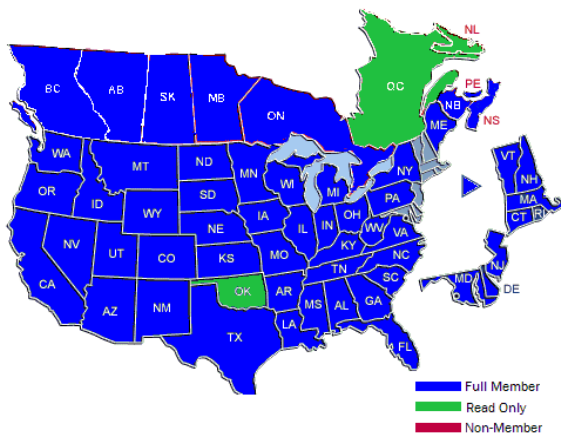 NL
PE
BC
AB
SK
MB
ON
OC
NB
NS
ME
WA
MT
ND
MN
OR
ID
WY
SD
WI
MI
NY
VT
NH
MA
CT
RI
NV
UT
CO
NE
IA
IL
IN
OH
PA
NJ
CA
AZ
NM
KS
MO
KY
WV
VA
MD
DE
OK
AR
TN
NC
SC
TX
LA
MS
AL
GA
FL
Full Member
Read Only
Non-Member